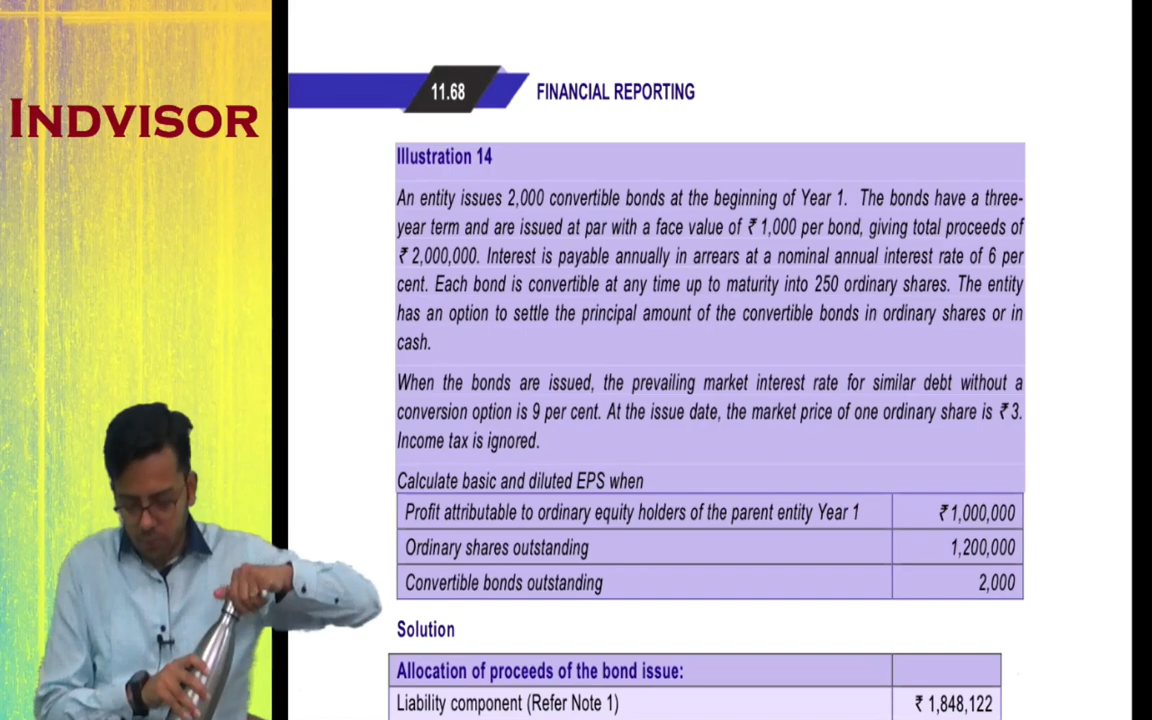 INDVISOR
11.68 FINANCIAL REPORTING
Illustration 14
An entity issues 2,000 convertible bonds at the beginning of Year 1. The bonds have a three-
year term and are issued at par with a face value of ₹ 1,000 per bond, giving total proceeds of
₹ 2,000,000. Interest is payable annually in arrears at a nominal annual interest rate of 6 per
cent. Each bond is convertible at any time up to maturity into 250 ordinary shares. The entity
has an option to settle the principal amount of the convertible bonds in ordinary shares or in
cash.
When the bonds are issued, the prevailing market interest rate for similar debt without a
conversion option is 9 per cent. At the issue date, the market price of one ordinary share is ₹ 3.
Income tax is ignored.
Calculate basic and diluted EPS when
Profit attributable to ordinary equity holders of the parent entity Year 1 ₹ 1,000,000
Ordinary shares outstanding 1,200,000
Convertible bonds outstanding 2,000
Solution
Allocation of proceeds of the bond issue:
Liability component (Refer Note 1) ₹ 1,848,122